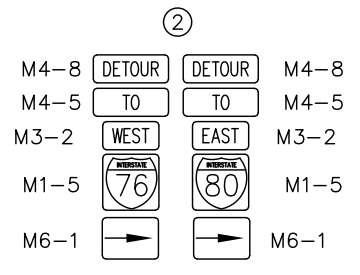 2
M4-8 DETOUR DETOUR M4-8
M4-5 TO TO M4-5
M3-2 WEST EAST M3-2
INTERSTATE INTERSTATE
M1-5 76 80 M1-5
M6-1 M6-1